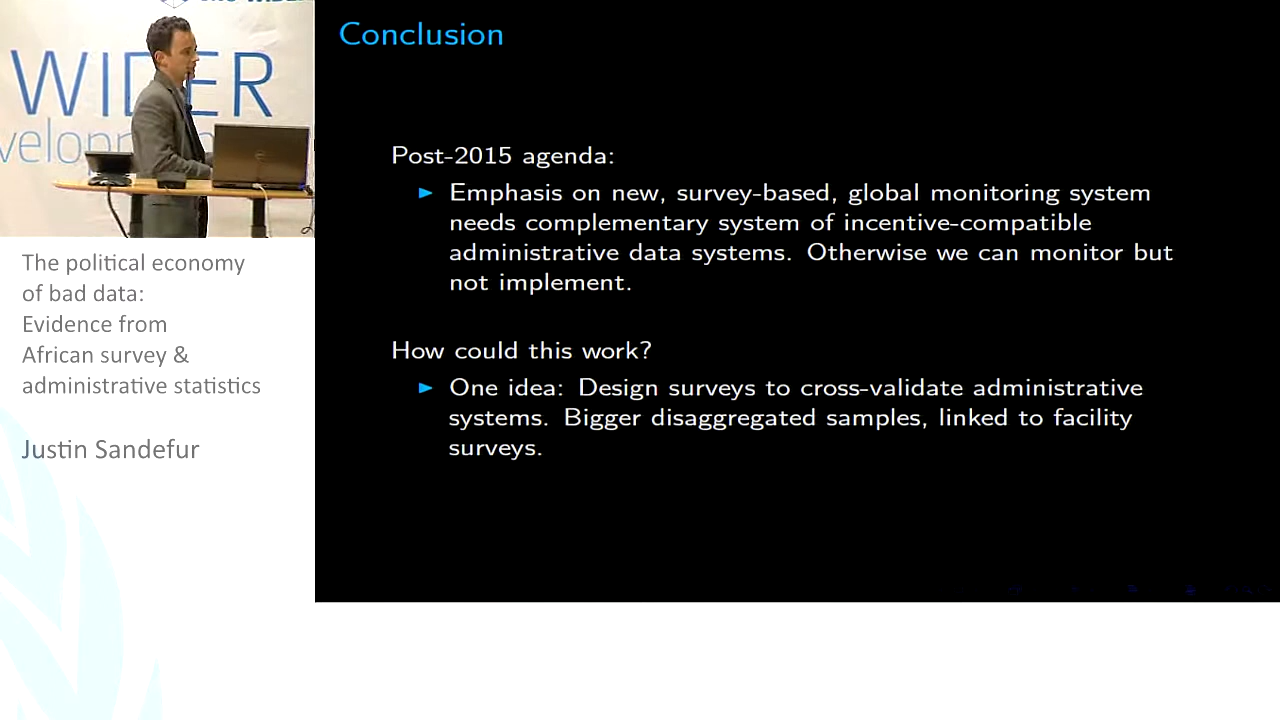 WIDER
Conclusion
Post-2015 agenda:
Emphasis on new, survey-based, global monitoring system
needs complementary system of incentive-compatible
administrative data systems. Otherwise we can monitor but
not implement.
How could this work?
One idea: Design surveys to cross-validate administrative
systems. Bigger disaggregated samples, linked to facility
surveys.
The political economy
of bad data:
Evidence from
African survey &
administrative statistics
Justin Sandefur